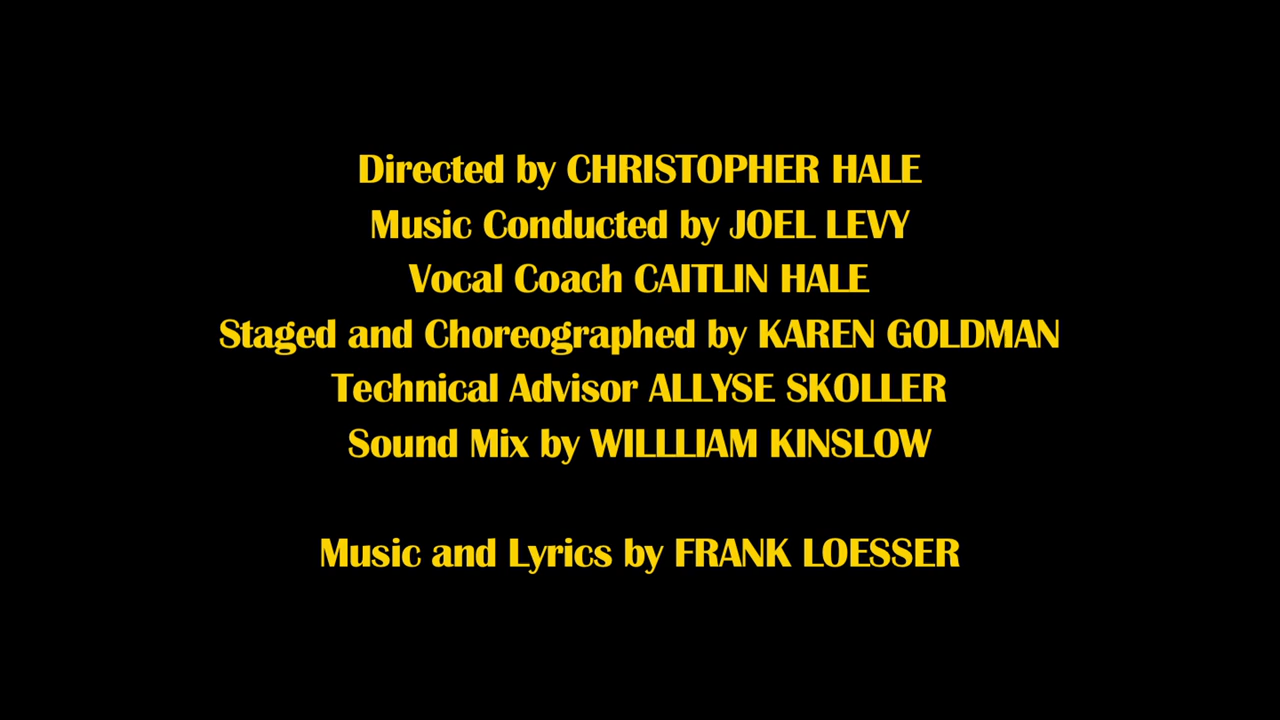 Directed by CHRISTOPHER HALE
Music Conducted by JOEL LEVY
Vocal Coach CAITLIN HALE
Staged and Choreographed by KAREN GOLDMAN
Technical Advisor ALLYSE SKOLLER
Sound Mix by WILLLIAM KINSLOW
Music and Lyrics by FRANK LOESSER